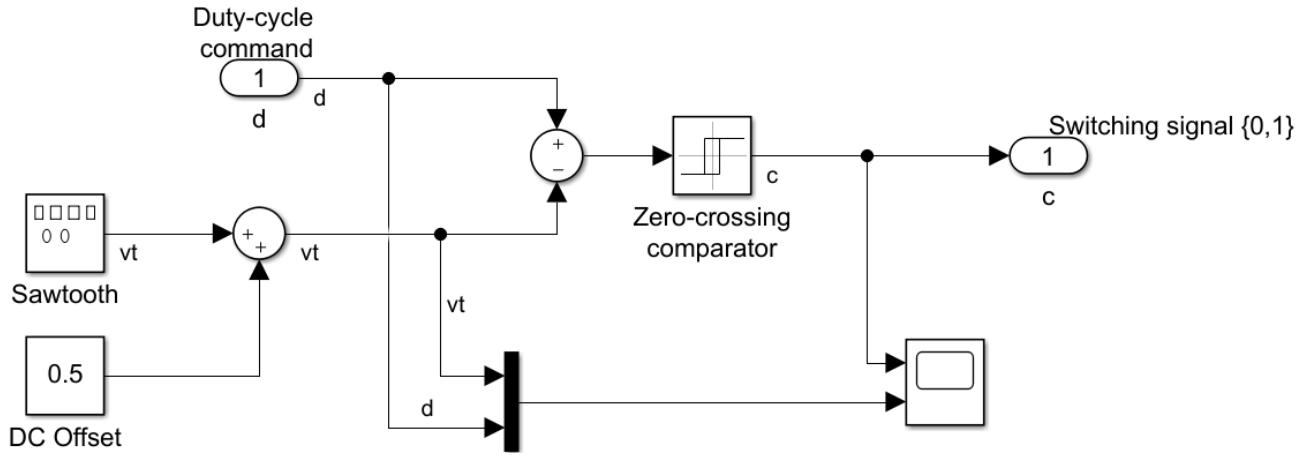 Duty-cycle
command
1
d
d
+
−
c
Switching signal {0,1}
1
c
Zero-crossing
comparator
vt
+
+
vt
Sawtooth
vt
0.5
d
DC Offset